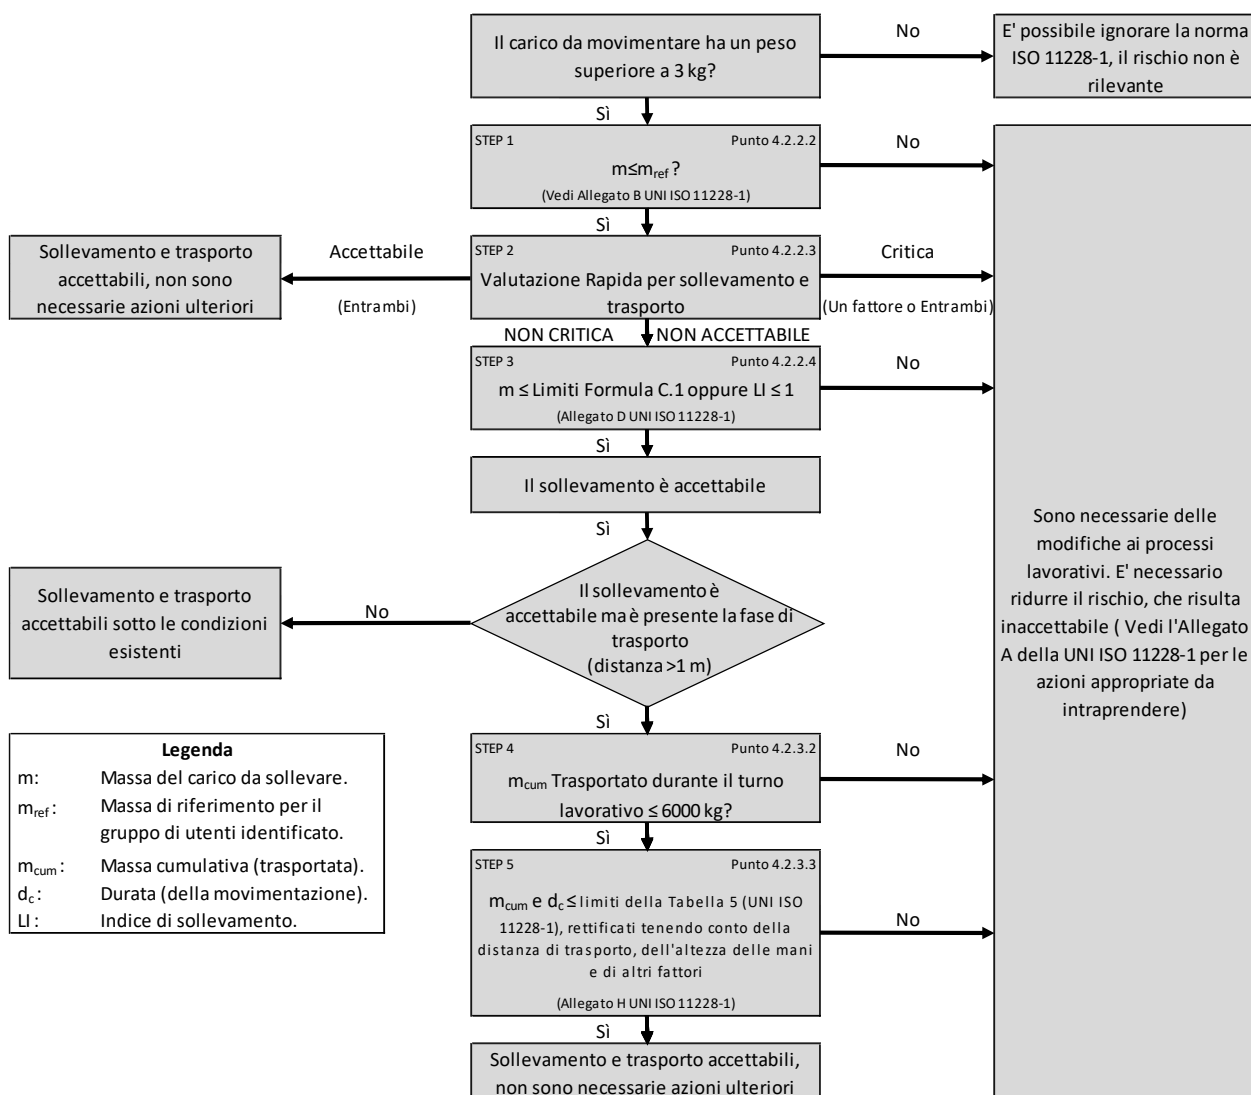 Il carico da movimentare ha un peso
superiore a 3 kg?
No
E' possibile ignorare la norma
ISO 11228-1, il rischio non è
rilevante
Sì
STEP 1 Punto 4.2.2.2
m≤mref ?
(Vedi Allegato B UNI ISO 11228-1)
No
Sì
Sollevamento e trasporto
accettabili, non sono
necessarie azioni ulteriori
Accettabile
(Entrambi)
STEP 2 Punto 4.2.2.3
Valutazione Rapida per sollevamento e
trasporto
Critica
(Un fattore o Entrambi)
NON CRITICA NON ACCETTABILE
STEP 3 Punto 4.2.2.4
m ≤ Limiti Formula C.1 oppure LI ≤ 1
(Allegato D UNI ISO 11228-1)
No
Sì
Il sollevamento è accettabile
Sì
Sollevamento e trasporto
accettabili sotto le condizioni
esistenti
No
Il sollevamento è
accettabile ma è presente la fase di
trasporto
(distanza >1 m)
Sono necessarie delle
modifiche ai processi
lavorativi. E' necessario
ridurre il rischio, che risulta
inaccettabile ( Vedi l'Allegato
A della UNI ISO 11228-1 per le
azioni appropriate da
intraprendere)
Sì
STEP 4 Punto 4.2.3.2
mcum Trasportato durante il turno
lavorativo ≤ 6000 kg?
No
Sì
STEP 5 Punto 4.2.3.3
mcum e dc ≤ limiti della Tabella 5 (UNI ISO
11228-1), rettificati tenendo conto della
distanza di trasporto, dell'altezza delle mani
e di altri fattori
(Allegato H UNI ISO 11228-1)
No
Sì
Sollevamento e trasporto accettabili,
non sono necessarie azioni ulteriori
Legenda
m: Massa del carico da sollevare.
mref : Massa di riferimento per il
gruppo di utenti identificato.
mcum : Massa cumulativa (trasportata).
dc : Durata (della movimentazione).
LI : Indice di sollevamento.